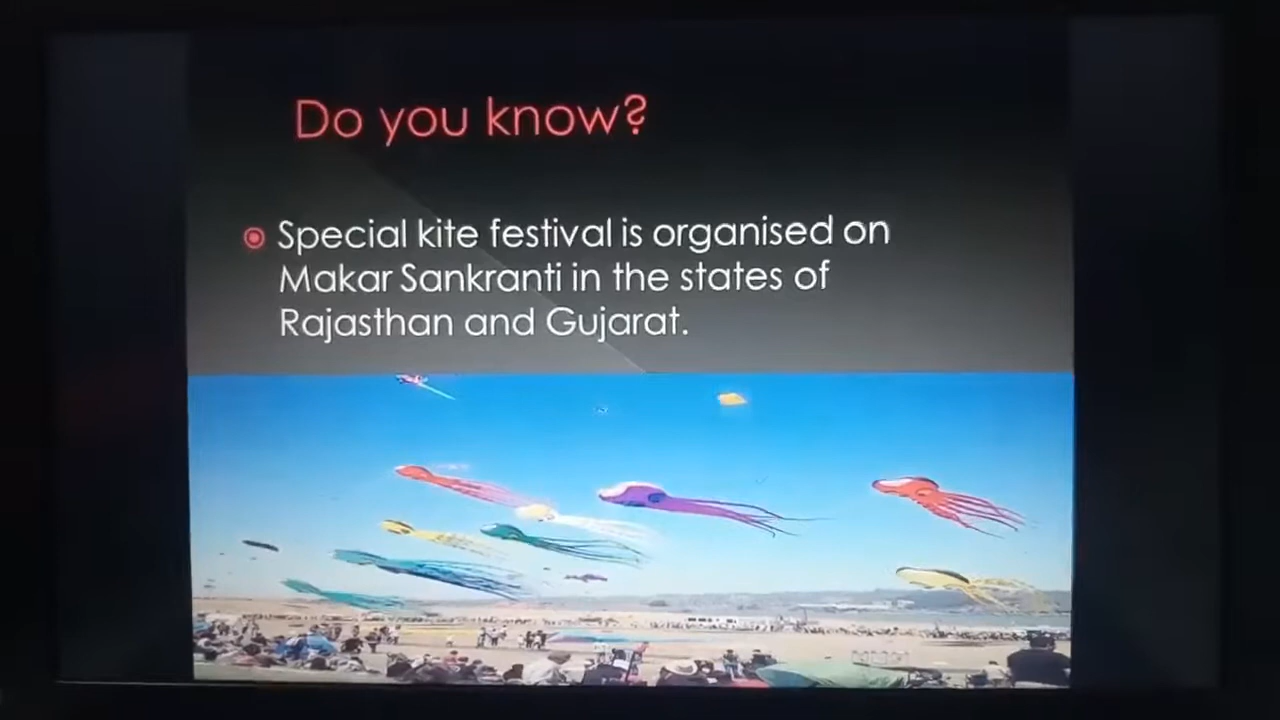 Do you know?
Special kite festival is organised on
Makar Sankranti in the states of
Rajasthan and Gujarat.